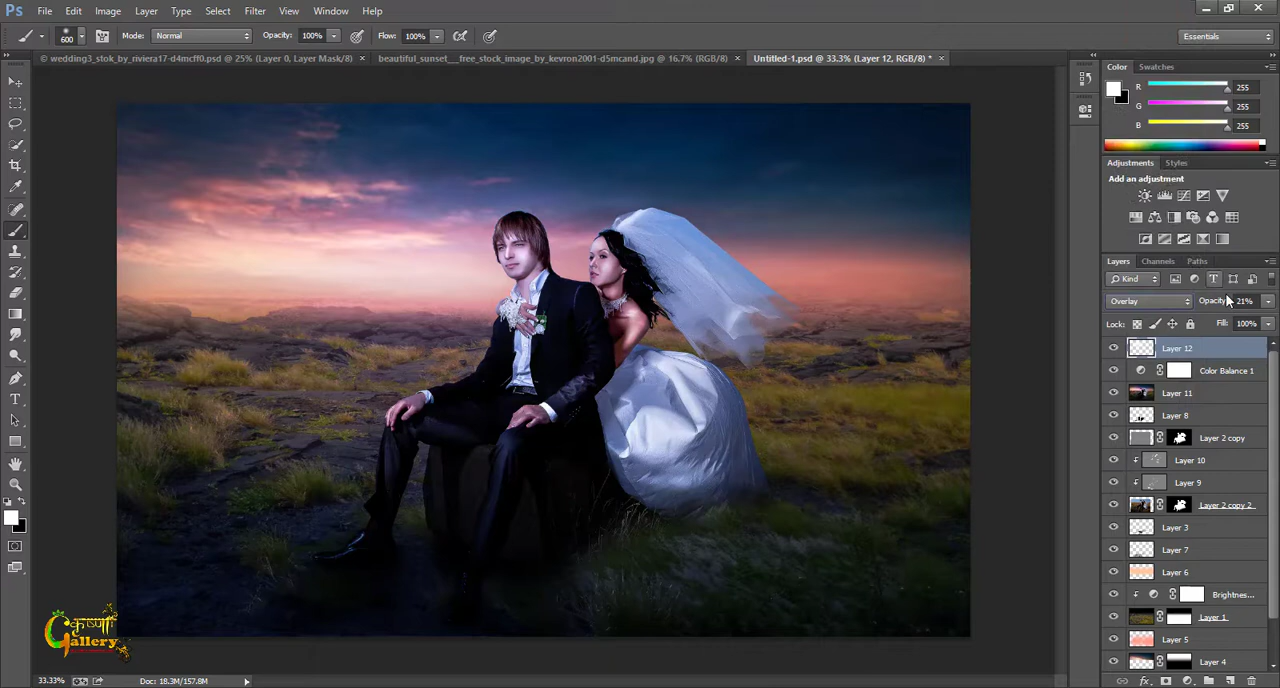 Ps File Edit Image Layer Type Select Filter View Window Help
600 Mode: Normal Opacity: 100% Flow: 100% Essentials
wedding3_stok_by_riviera17-d4mcff0.psd @ 25% (Layer 0, Layer Mask/8) × beautiful_sunset__free_stock_image_by_kevron2001-d5mcand.jpg @ 16.7% (RGB/8) × Untitled-1.psd @ 33.3% (Layer 12, RGB/8) * ×
Color Swatches
R 255
G 255
B 255
Adjustments Styles
Add an adjustment
Layers Channels Paths
Kind
Overlay Opacity 21%
Lock: Fill: 100%
Layer 12
Color Balance 1
Layer 11
Layer 8
Layer 2 copy
Layer 10
Layer 9
Layer 2 copy 2
Layer 3
Layer 7
Layer 6
Brightnes...
Layer 1
Layer 5
Layer 4
Gallery
33.33% Doc: 18.3M/157.8M